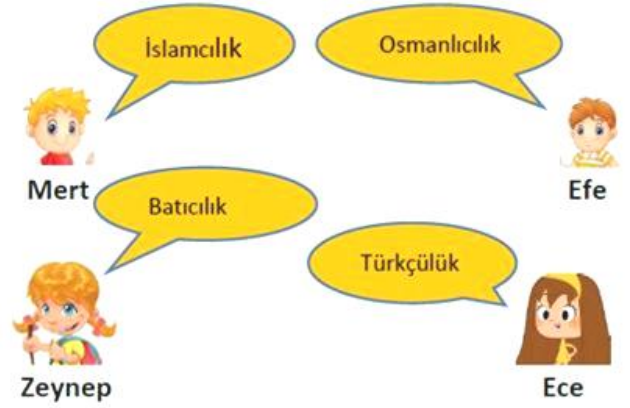 İslamcılık
Osmanlıcılık
Mert
Efe
Batıcılık
Türkçülük
Zeynep
Ece